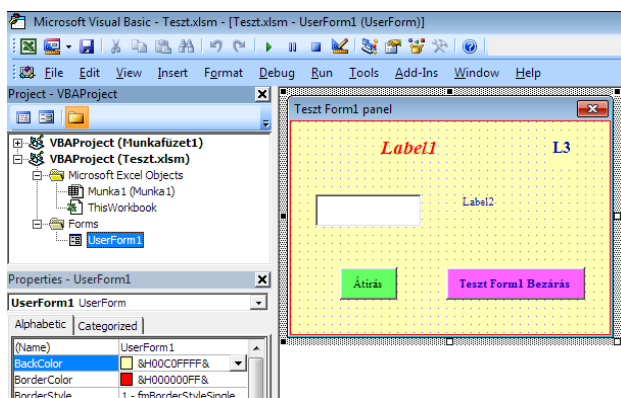 Microsoft Visual Basic - Teszt.xlsm - [Teszt.xlsm - UserForm1 (UserForm)]
File Edit View Insert Format Debug Run Tools Add-Ins Window Help
Project - VBAProject
VBAProject (Munkafüzet1)
VBAProject (Teszt.xlsm)
Microsoft Excel Objects
Munka1 (Munka1)
ThisWorkbook
Forms
UserForm1
Properties - UserForm1
UserForm1 UserForm
Alphabetic Categorized
(Name) UserForm1
BackColor &H00C0FFFF&
BorderColor &H000000FF&
BorderStyle 1 - fmBorderStyleSingle
Teszt Form1 panel
Label1 L3
Label2
Átírás Teszt Form1 Bezárás